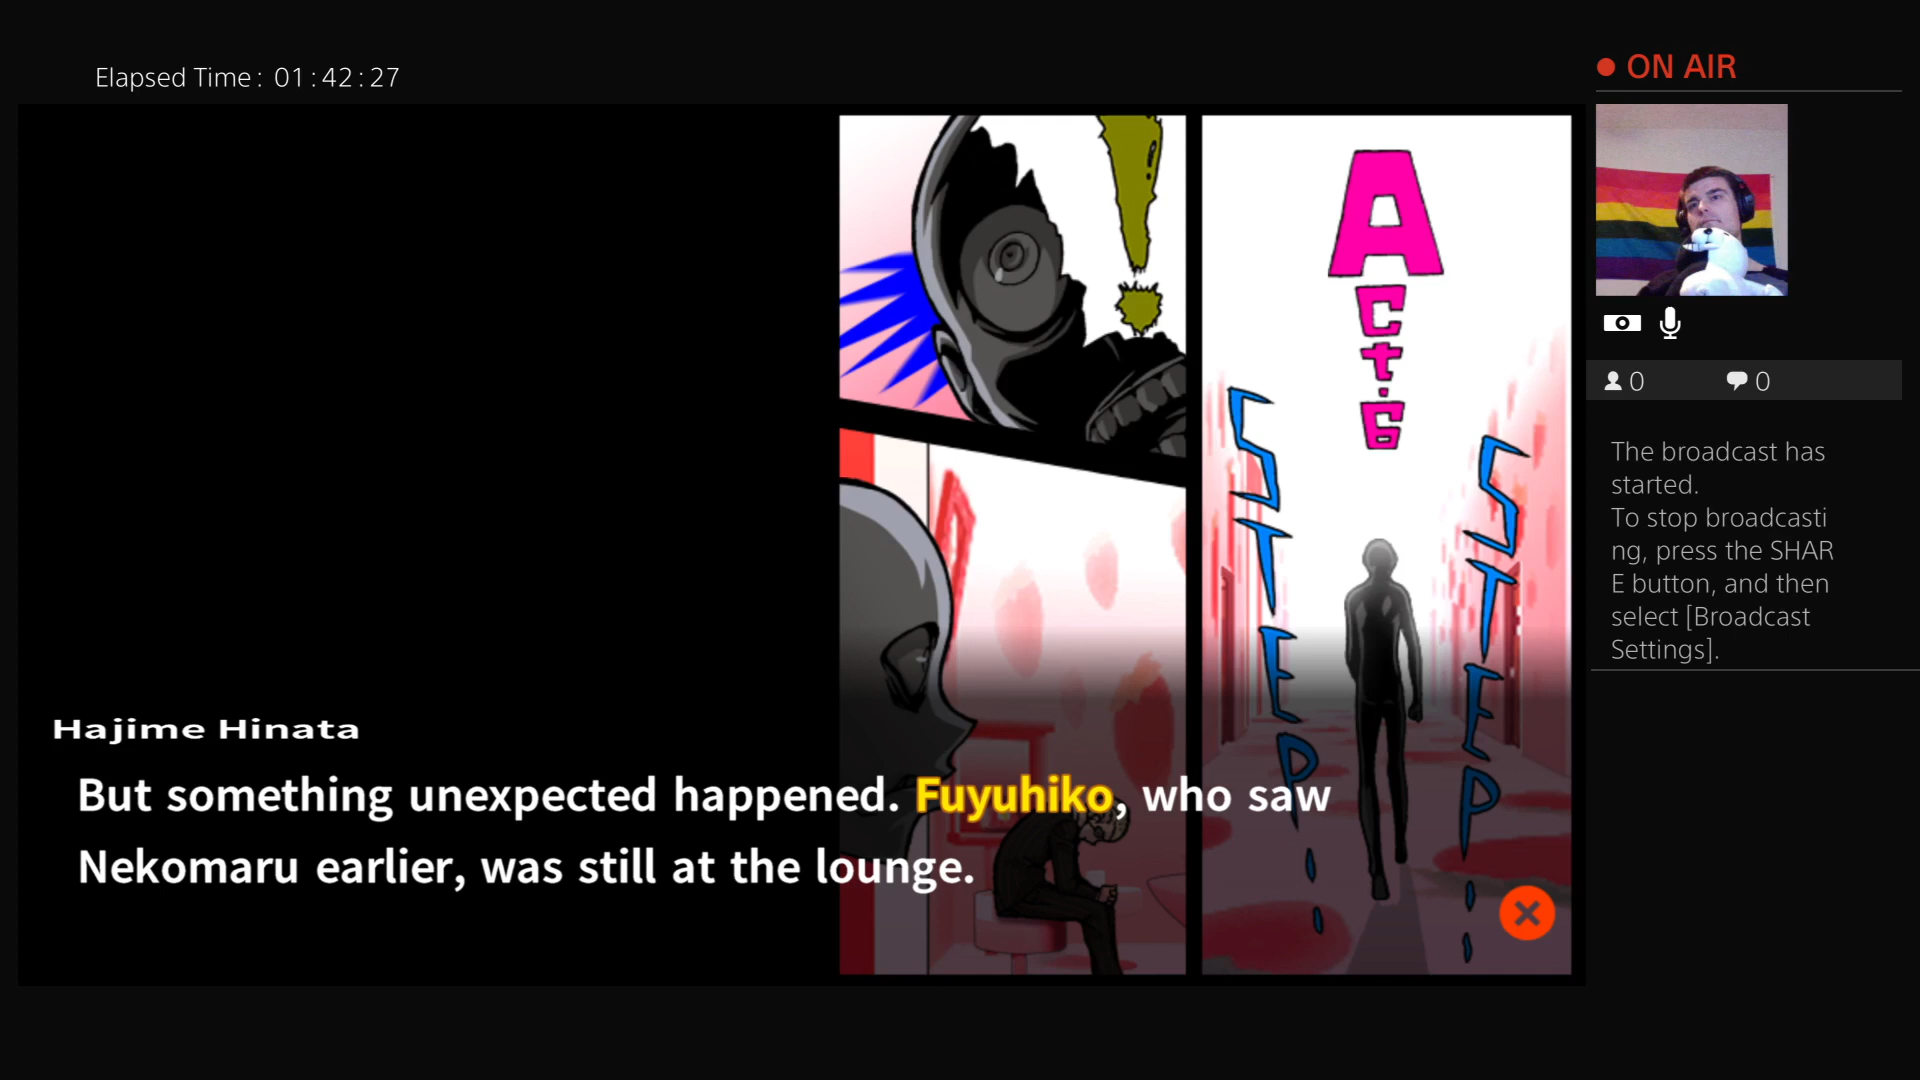 Elapsed Time: 01:42:27
ON AIR
0
0
The broadcast has
started.
To stop broadcasti
ng, press the SHAR
E button, and then
select [Broadcast
Settings].
Act.6
STEP
STEP
Hajime Hinata
But something unexpected happened. Fuyuhiko, who saw
Nekomaru earlier, was still at the lounge.